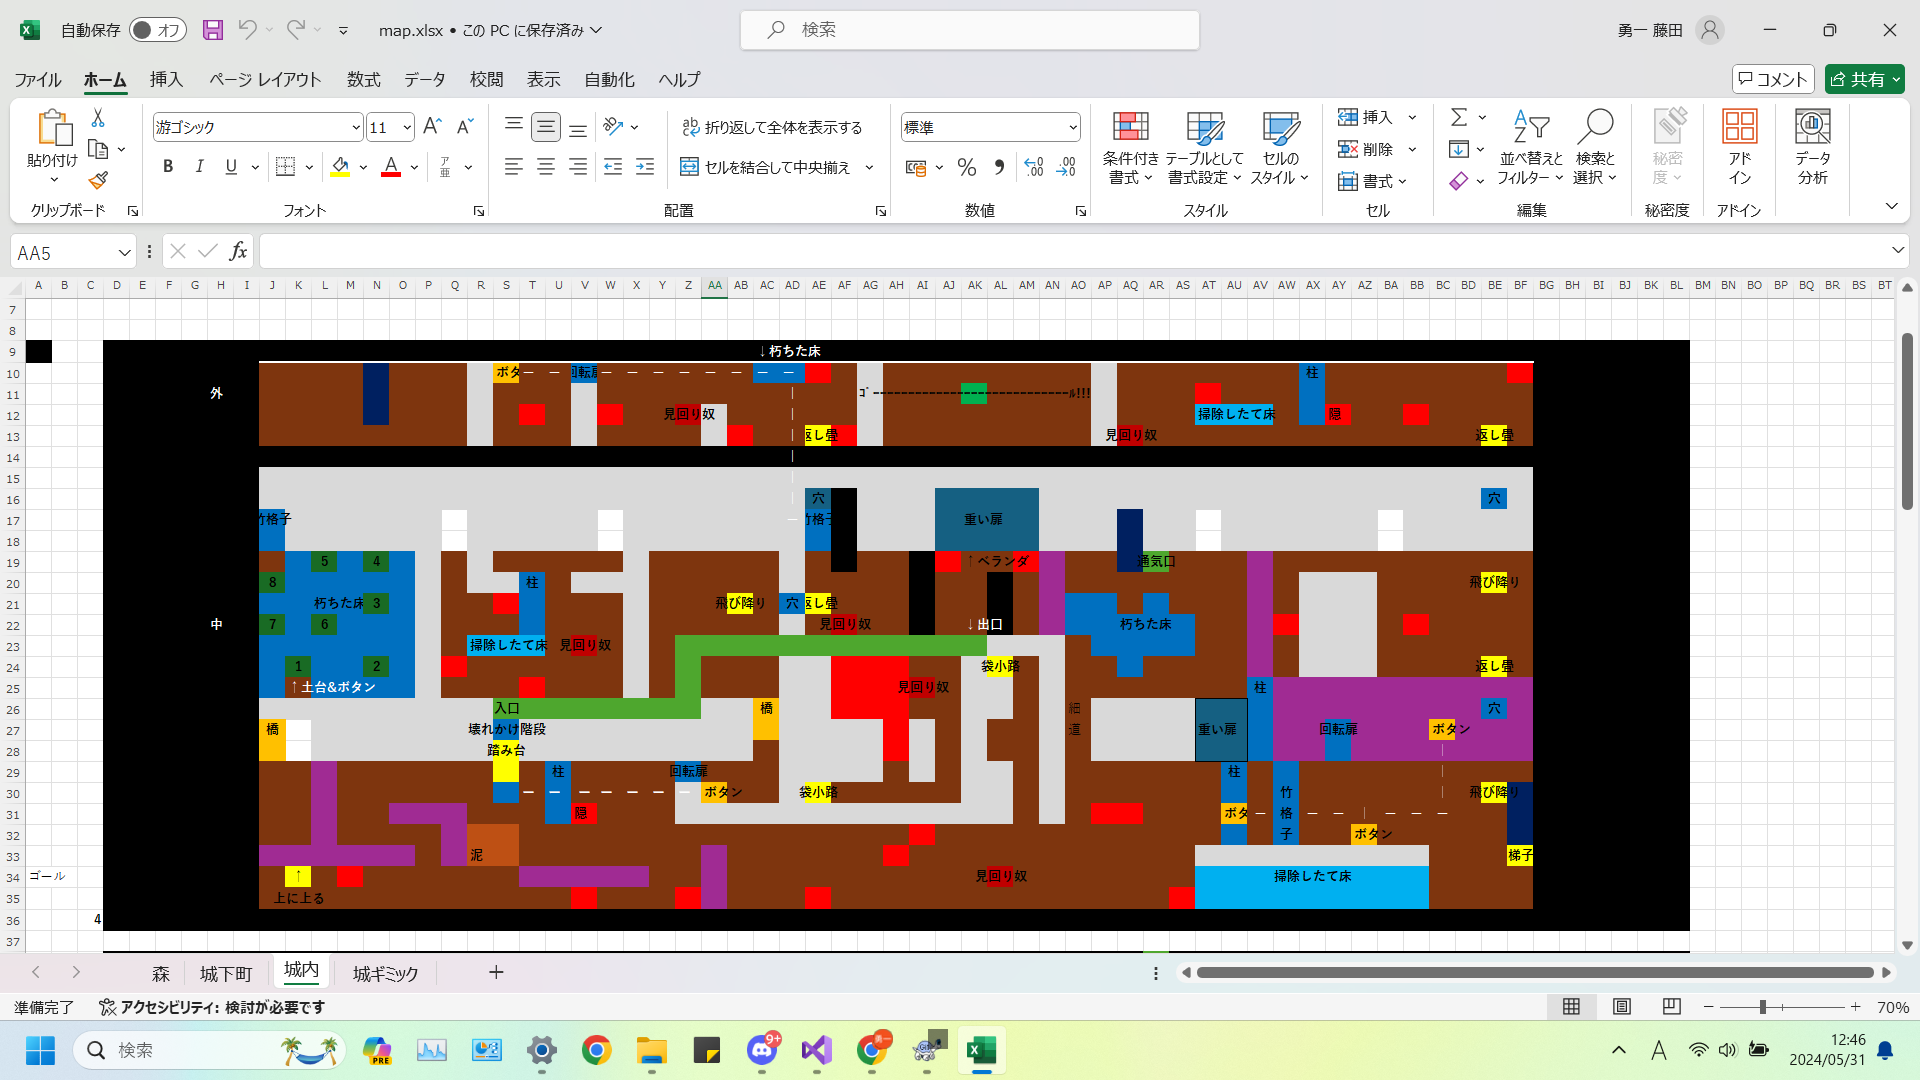 自動保存 オフ map.xlsx • この PC に保存済み 検索 勇一 藤田
ファイル ホーム 挿入 ページ レイアウト 数式 データ 校閲 表示 自動化 ヘルプ コメント 共有
貼り付け 游ゴシック 11 折り返して全体を表示する 標準 条件付き書式 テーブルとして書式設定 セルのスタイル 挿入 削除 書式 並べ替えとフィルター 検索と選択 秘密度 アドイン データ分析
B I U A ア亜 セルを結合して中央揃え % 9 .00
クリップボード フォント 配置 数値 スタイル セル 編集 秘密度 アドイン
AA5 fx
A B C D E F G H I J K L M N O P Q R S T U V W X Y Z AA AB AC AD AE AF AG AH AI AJ AK AL AM AN AO AP AQ AR AS AT AU AV AW AX AY AZ BA BB BC BD BE BF BG BH BI BJ BK BL BM BN BO BP BQ BR BS BT
7
8
9 ↓朽ちた床
10 ボタ 回転扉 柱
11 外 ゴ ル!!!
12 見回り奴 掃除したて床 隠
13 返し畳 見回り奴 返し畳
14
15
16 穴 穴
17 竹格子 竹格子 重い扉
18
19 5 4 ↑ベランダ 通気口
20 8 柱 飛び降り
21 朽ちた床 3 飛び降り 穴 返し畳
22 中 7 6 見回り奴 ↓出口 朽ちた床
23 掃除したて床 見回り奴
24 1 2 袋小路 返し畳
25 ↑土台&ボタン 見回り奴 柱
26 入口 橋 細 穴
27 橋 壊れかけ階段 道 重い扉 回転扉 ボタン
28 踏み台
29 柱 回転扉 柱
30 ボタン 袋小路 竹 飛び降り
31 隠 ボタ 格
32 子 ボタン
33 泥 梯子
34 ゴール ↑ 見回り奴 掃除したて床
35 上に上る
36 4
37
森 城下町 城内 城ギミック +
準備完了 アクセシビリティ: 検討が必要です 70%
検索 PRE 9+ A 12:46
2024/05/31